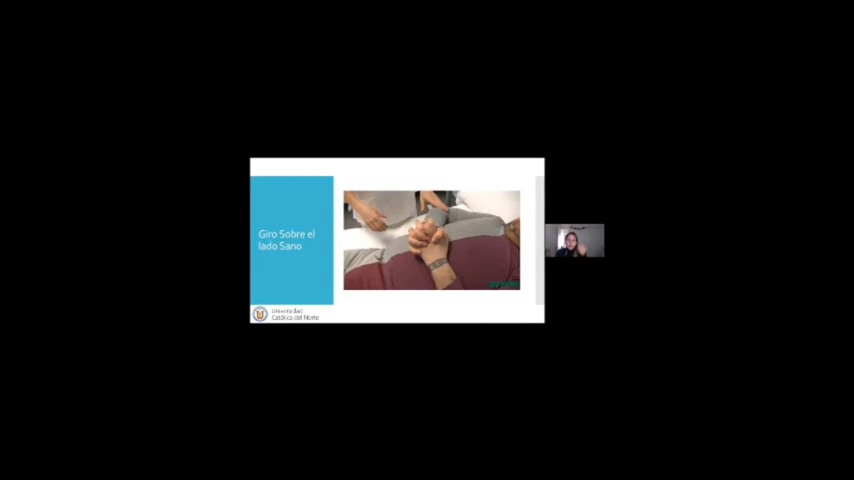 Giro Sobre el
lado Sano
Universidad
Católica del Norte